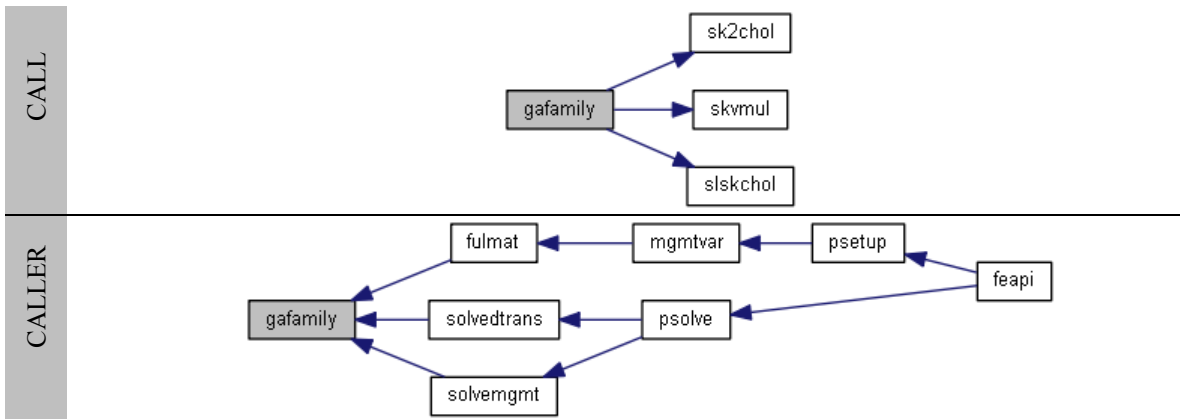 CALL
sk2chol
gafamily
skvmul
slskchol
CALLER
fulmat
mgmtvar
psetup
feapi
gafamily
solvedtrans
psolve
solvemgmt